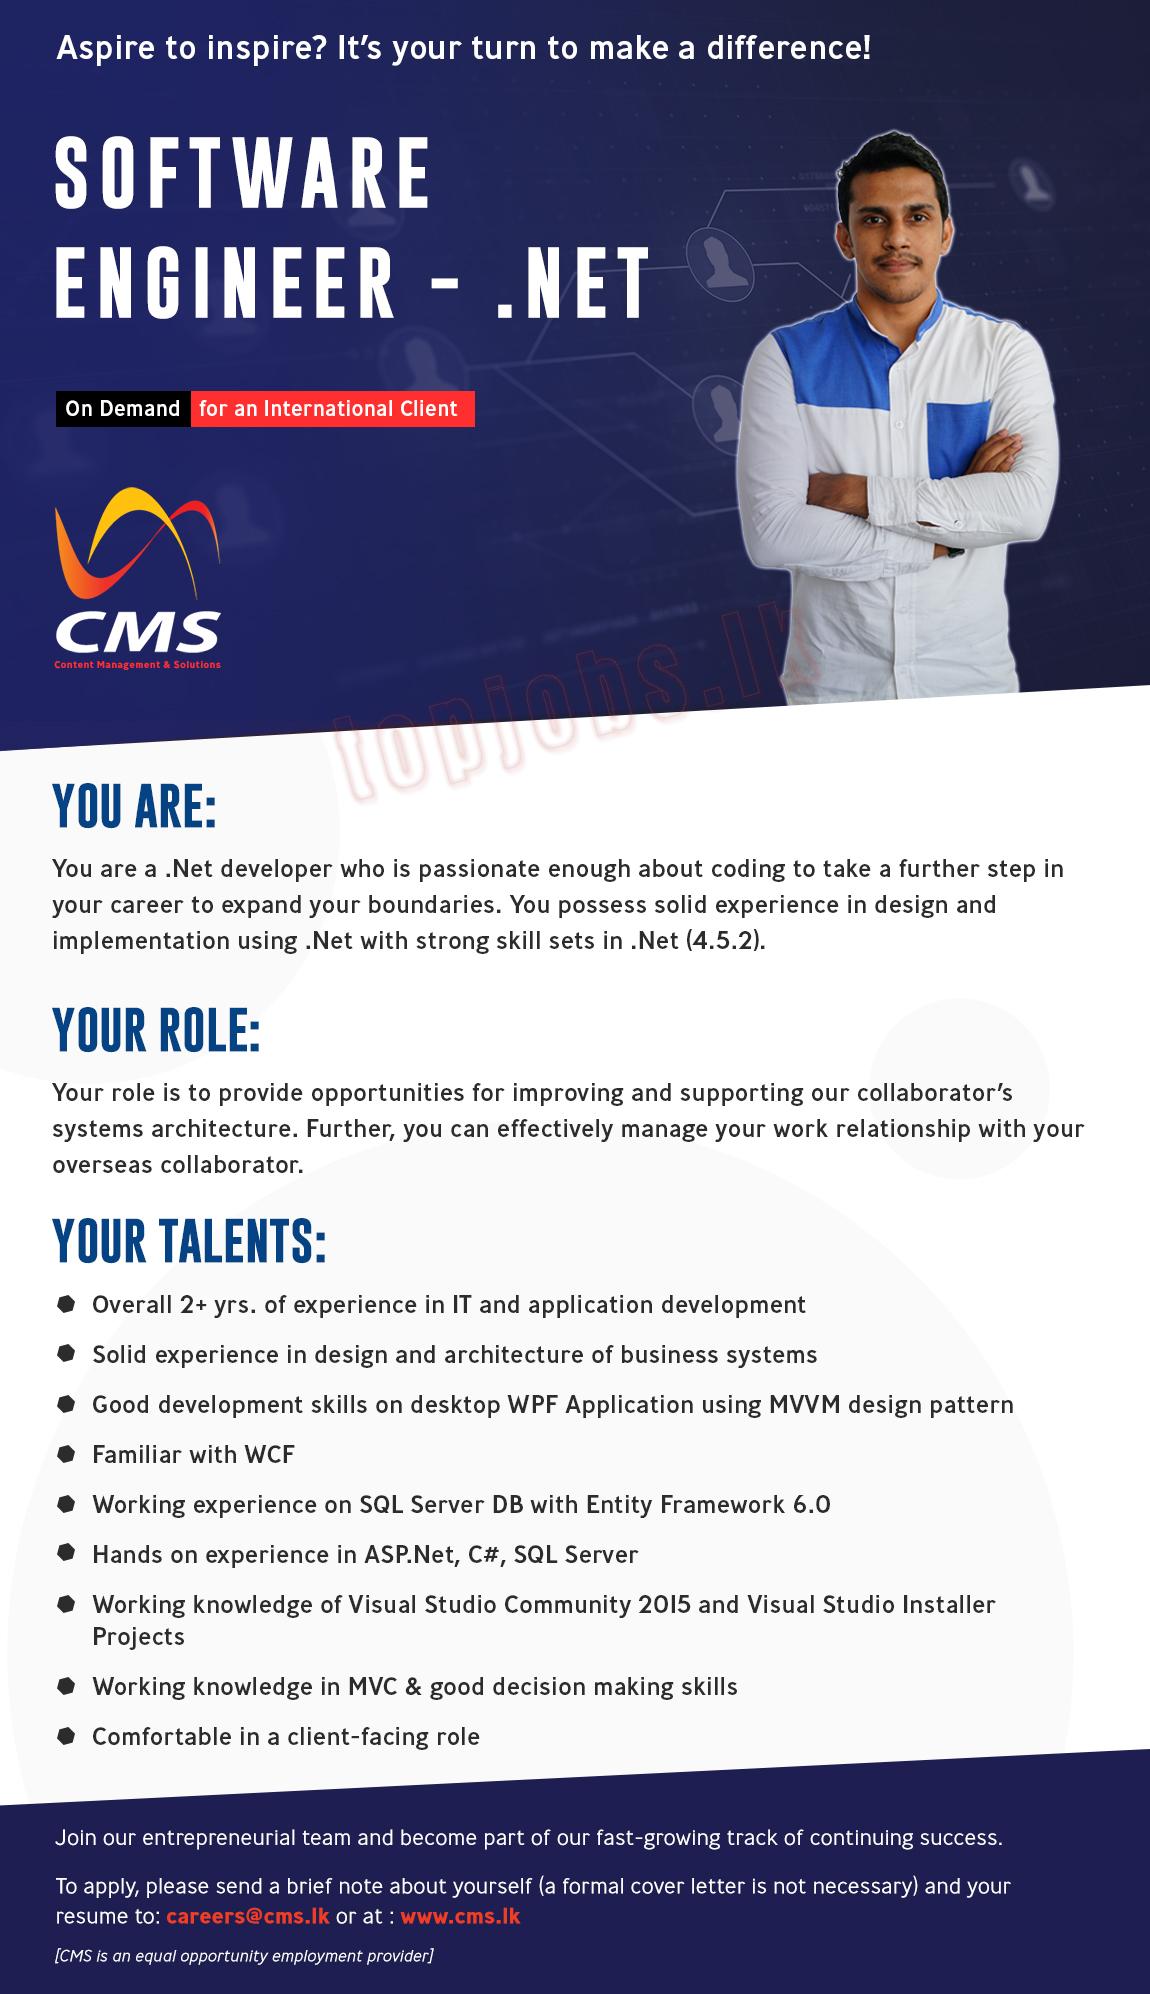 Aspire to inspire? It's your turn to make a difference!
SOFTWARE
ENGINEER - .NET
On Demand for an International Client
CMS
Content Management & Solutions
topjobs.lk
YOU ARE:
You are a .Net developer who is passionate enough about coding to take a further step in
your career to expand your boundaries. You possess solid experience in design and
implementation using .Net with strong skill sets in .Net (4.5.2).
YOUR ROLE:
Your role is to provide opportunities for improving and supporting our collaborator's
systems architecture. Further, you can effectively manage your work relationship with your
overseas collaborator.
YOUR TALENTS:
Overall 2+ yrs. of experience in IT and application development
Solid experience in design and architecture of business systems
Good development skills on desktop WPF Application using MVVM design pattern
Familiar with WCF
Working experience on SQL Server DB with Entity Framework 6.0
Hands on experience in ASP.Net, C#, SQL Server
Working knowledge of Visual Studio Community 2015 and Visual Studio Installer
Projects
Working knowledge in MVC & good decision making skills
Comfortable in a client-facing role
Join our entrepreneurial team and become part of our fast-growing track of continuing success.
To apply, please send a brief note about yourself (a formal cover letter is not necessary) and your
resume to: careers@cms.lk or at : www.cms.lk
[CMS is an equal opportunity employment provider]